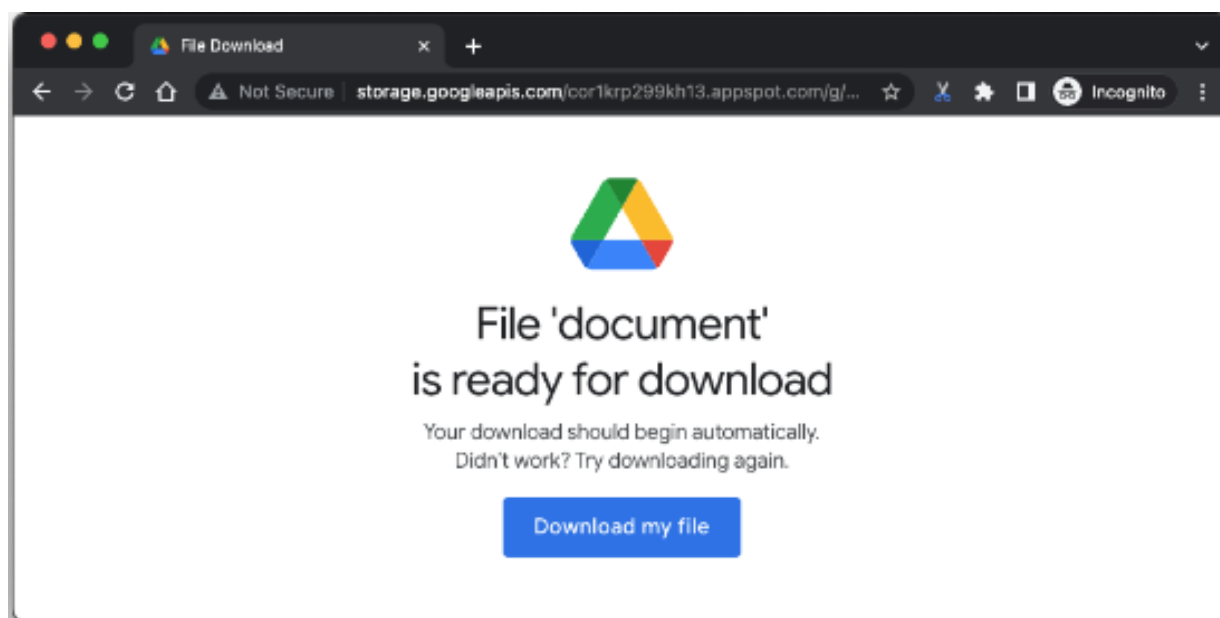 File Download
Not Secure storage.googleapis.com/cor1krp299kh13.appspot.com/g/...
Incognito
File 'document'
is ready for download
Your download should begin automatically.
Didn't work? Try downloading again.
Download my file